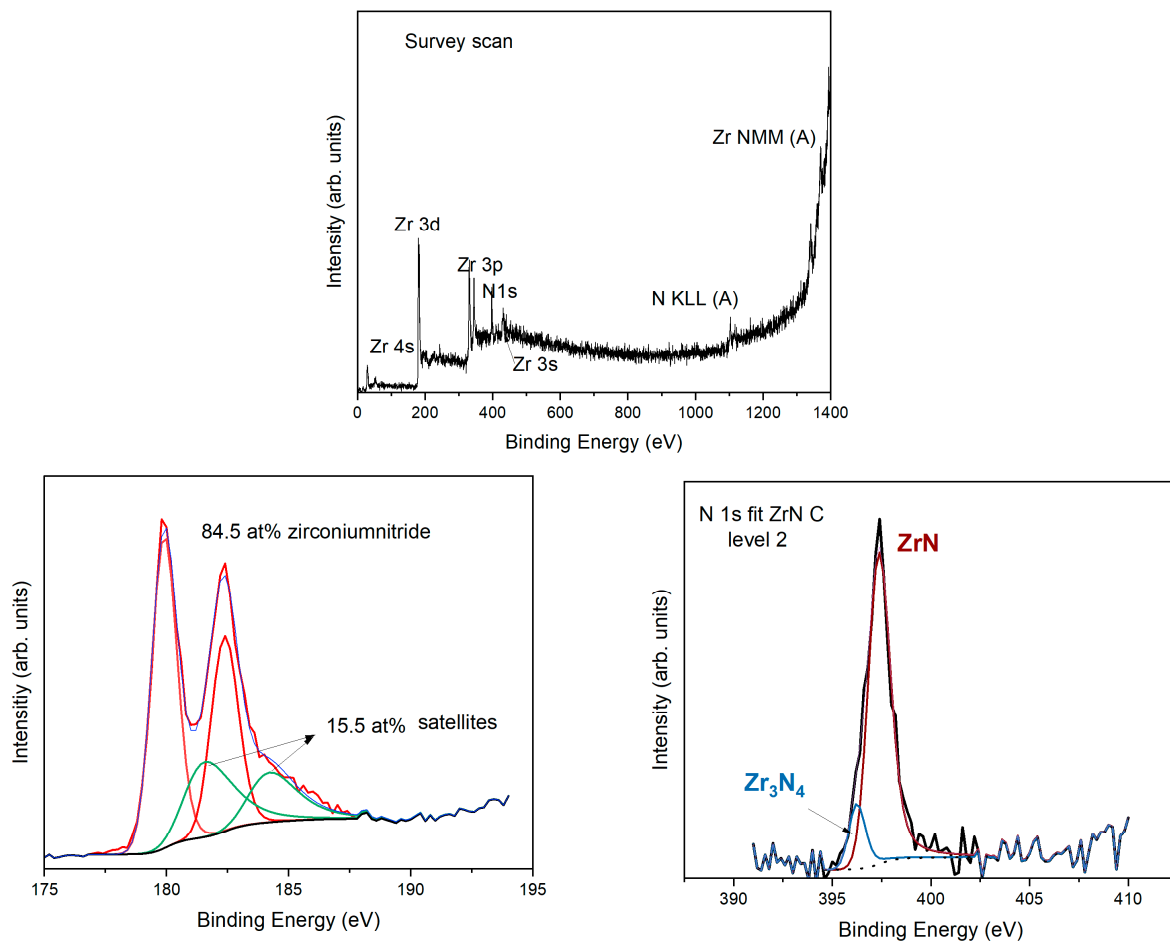 Survey scan
Intensity (arb. units)
Zr NMM (A)
Zr 3d
Zr 3p
N1s
N KLL (A)
Zr 4s
Zr 3s
0 200 400 600 800 1000 1200 1400
Binding Energy (eV)
Intensitiy (arb. units)
84.5 at% zirconiumnitride
15.5 at% satellites
175 180 185 190 195
Binding Energy (eV)
Intensity (arb. units)
N 1s fit ZrN C
level 2
ZrN
Zr₃N₄
390 395 400 405 410
Binding Energy (eV)